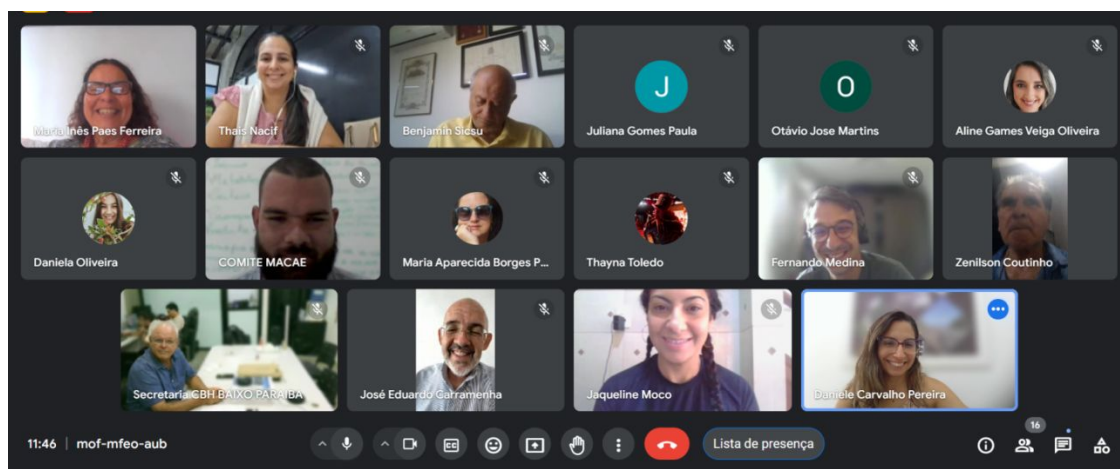 Maria Inês Paes Ferreira
Thaís Nacif
Benjamin Sicsu
J
Juliana Gomes Paula
O
Otávio Jose Martins
Aline Games Veiga Oliveira
Daniela Oliveira
COMITE MACAE
Maria Aparecida Borges P...
Thayna Toledo
Fernando Medina
Zenilson Coutinho
Secretaria CBH BAIXO PARAIBA
José Eduardo Carramenha
Jaqueline Moco
Daniele Carvalho Pereira
11:46 | mof-mfeo-aub
CC
Lista de presença
16